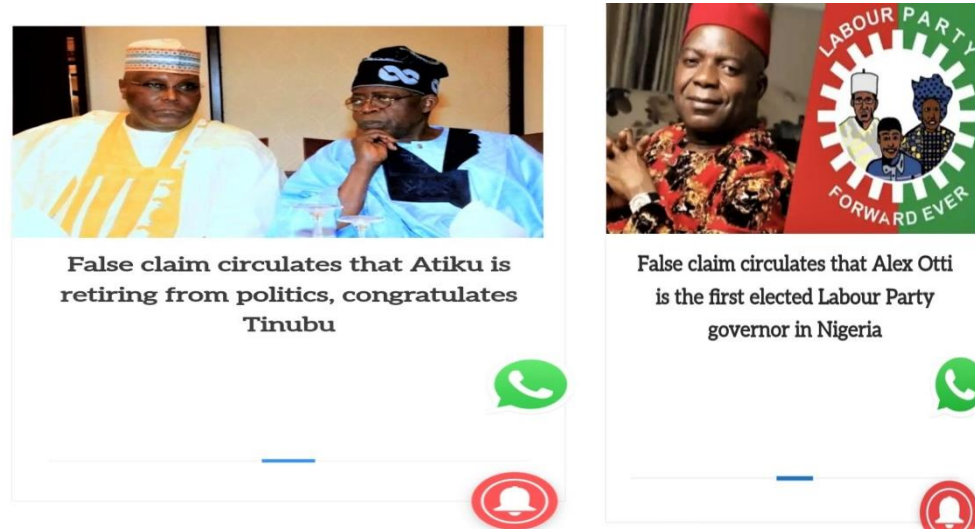 False claim circulates that Atiku is
retiring from politics, congratulates
Tinubu
LABOUR PARTY
FORWARD EVER
False claim circulates that Alex Otti
is the first elected Labour Party
governor in Nigeria